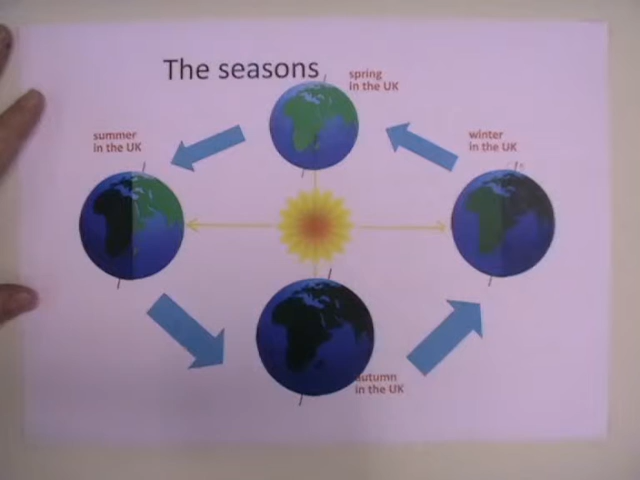 The seasons
spring
in the UK
summer
in the UK
winter
in the UK
autumn
in the UK